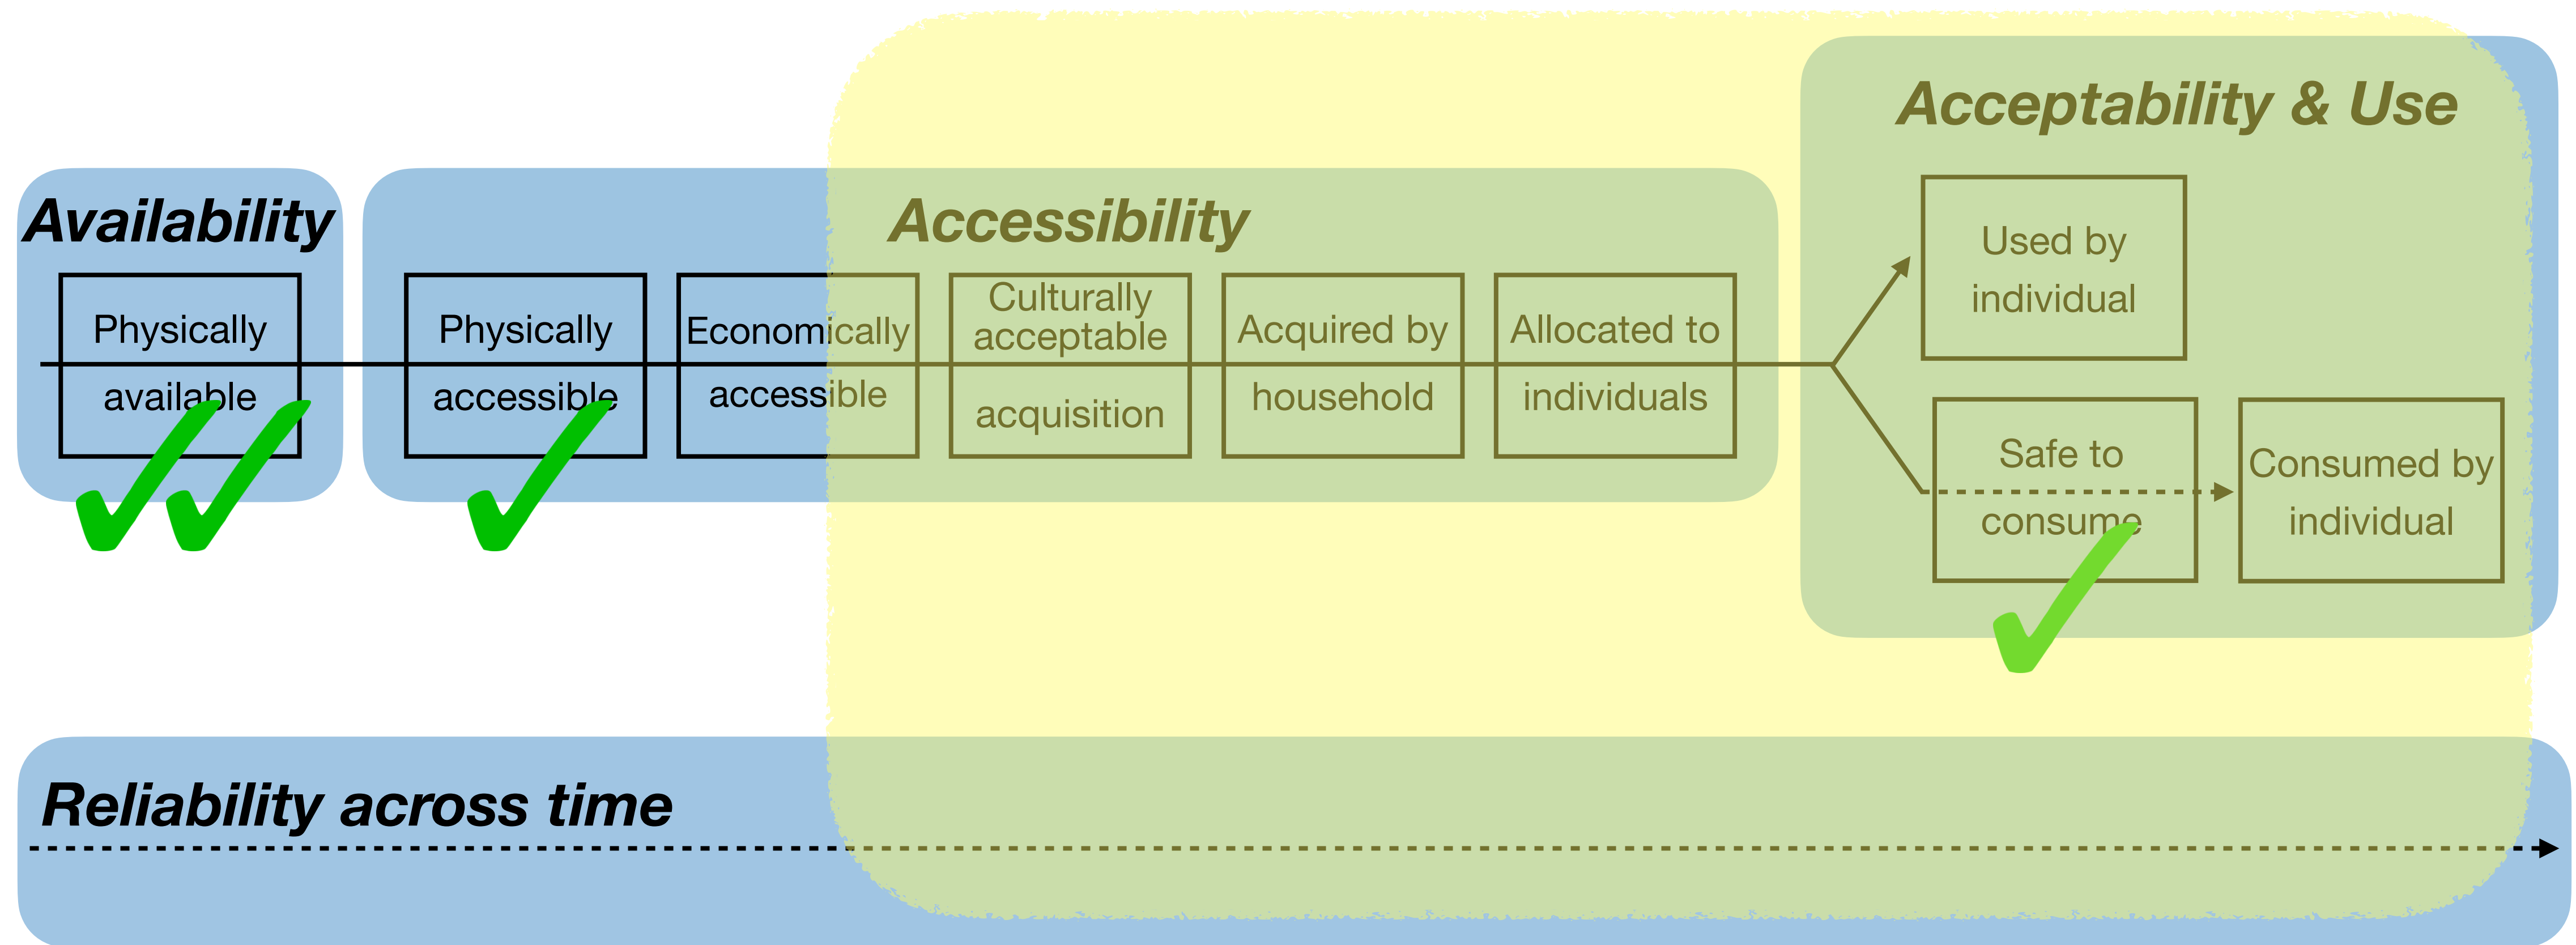 Availability
Physically
available
Accessibility
Physically
accessible
Economically
accessible
Culturally
acceptable
acquisition
Acquired by
household
Allocated to
individuals
Acceptability & Use
Used by
individual
Safe to
consume
Consumed by
individual
Reliability across time